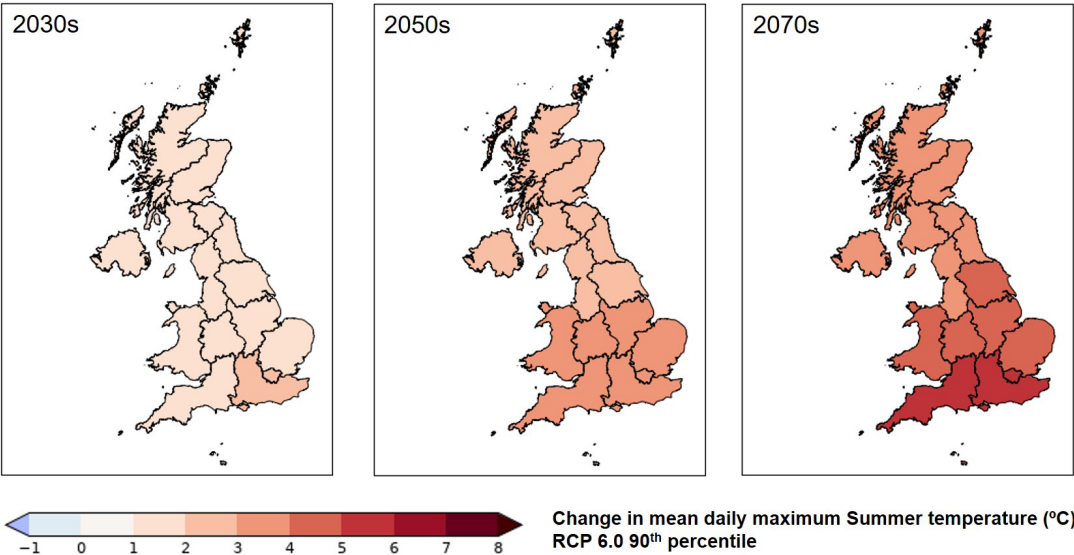 2030s
2050s
2070s
−1 0 1 2 3 4 5 6 7 8
Change in mean daily maximum Summer temperature (ºC)
RCP 6.0 90th percentile